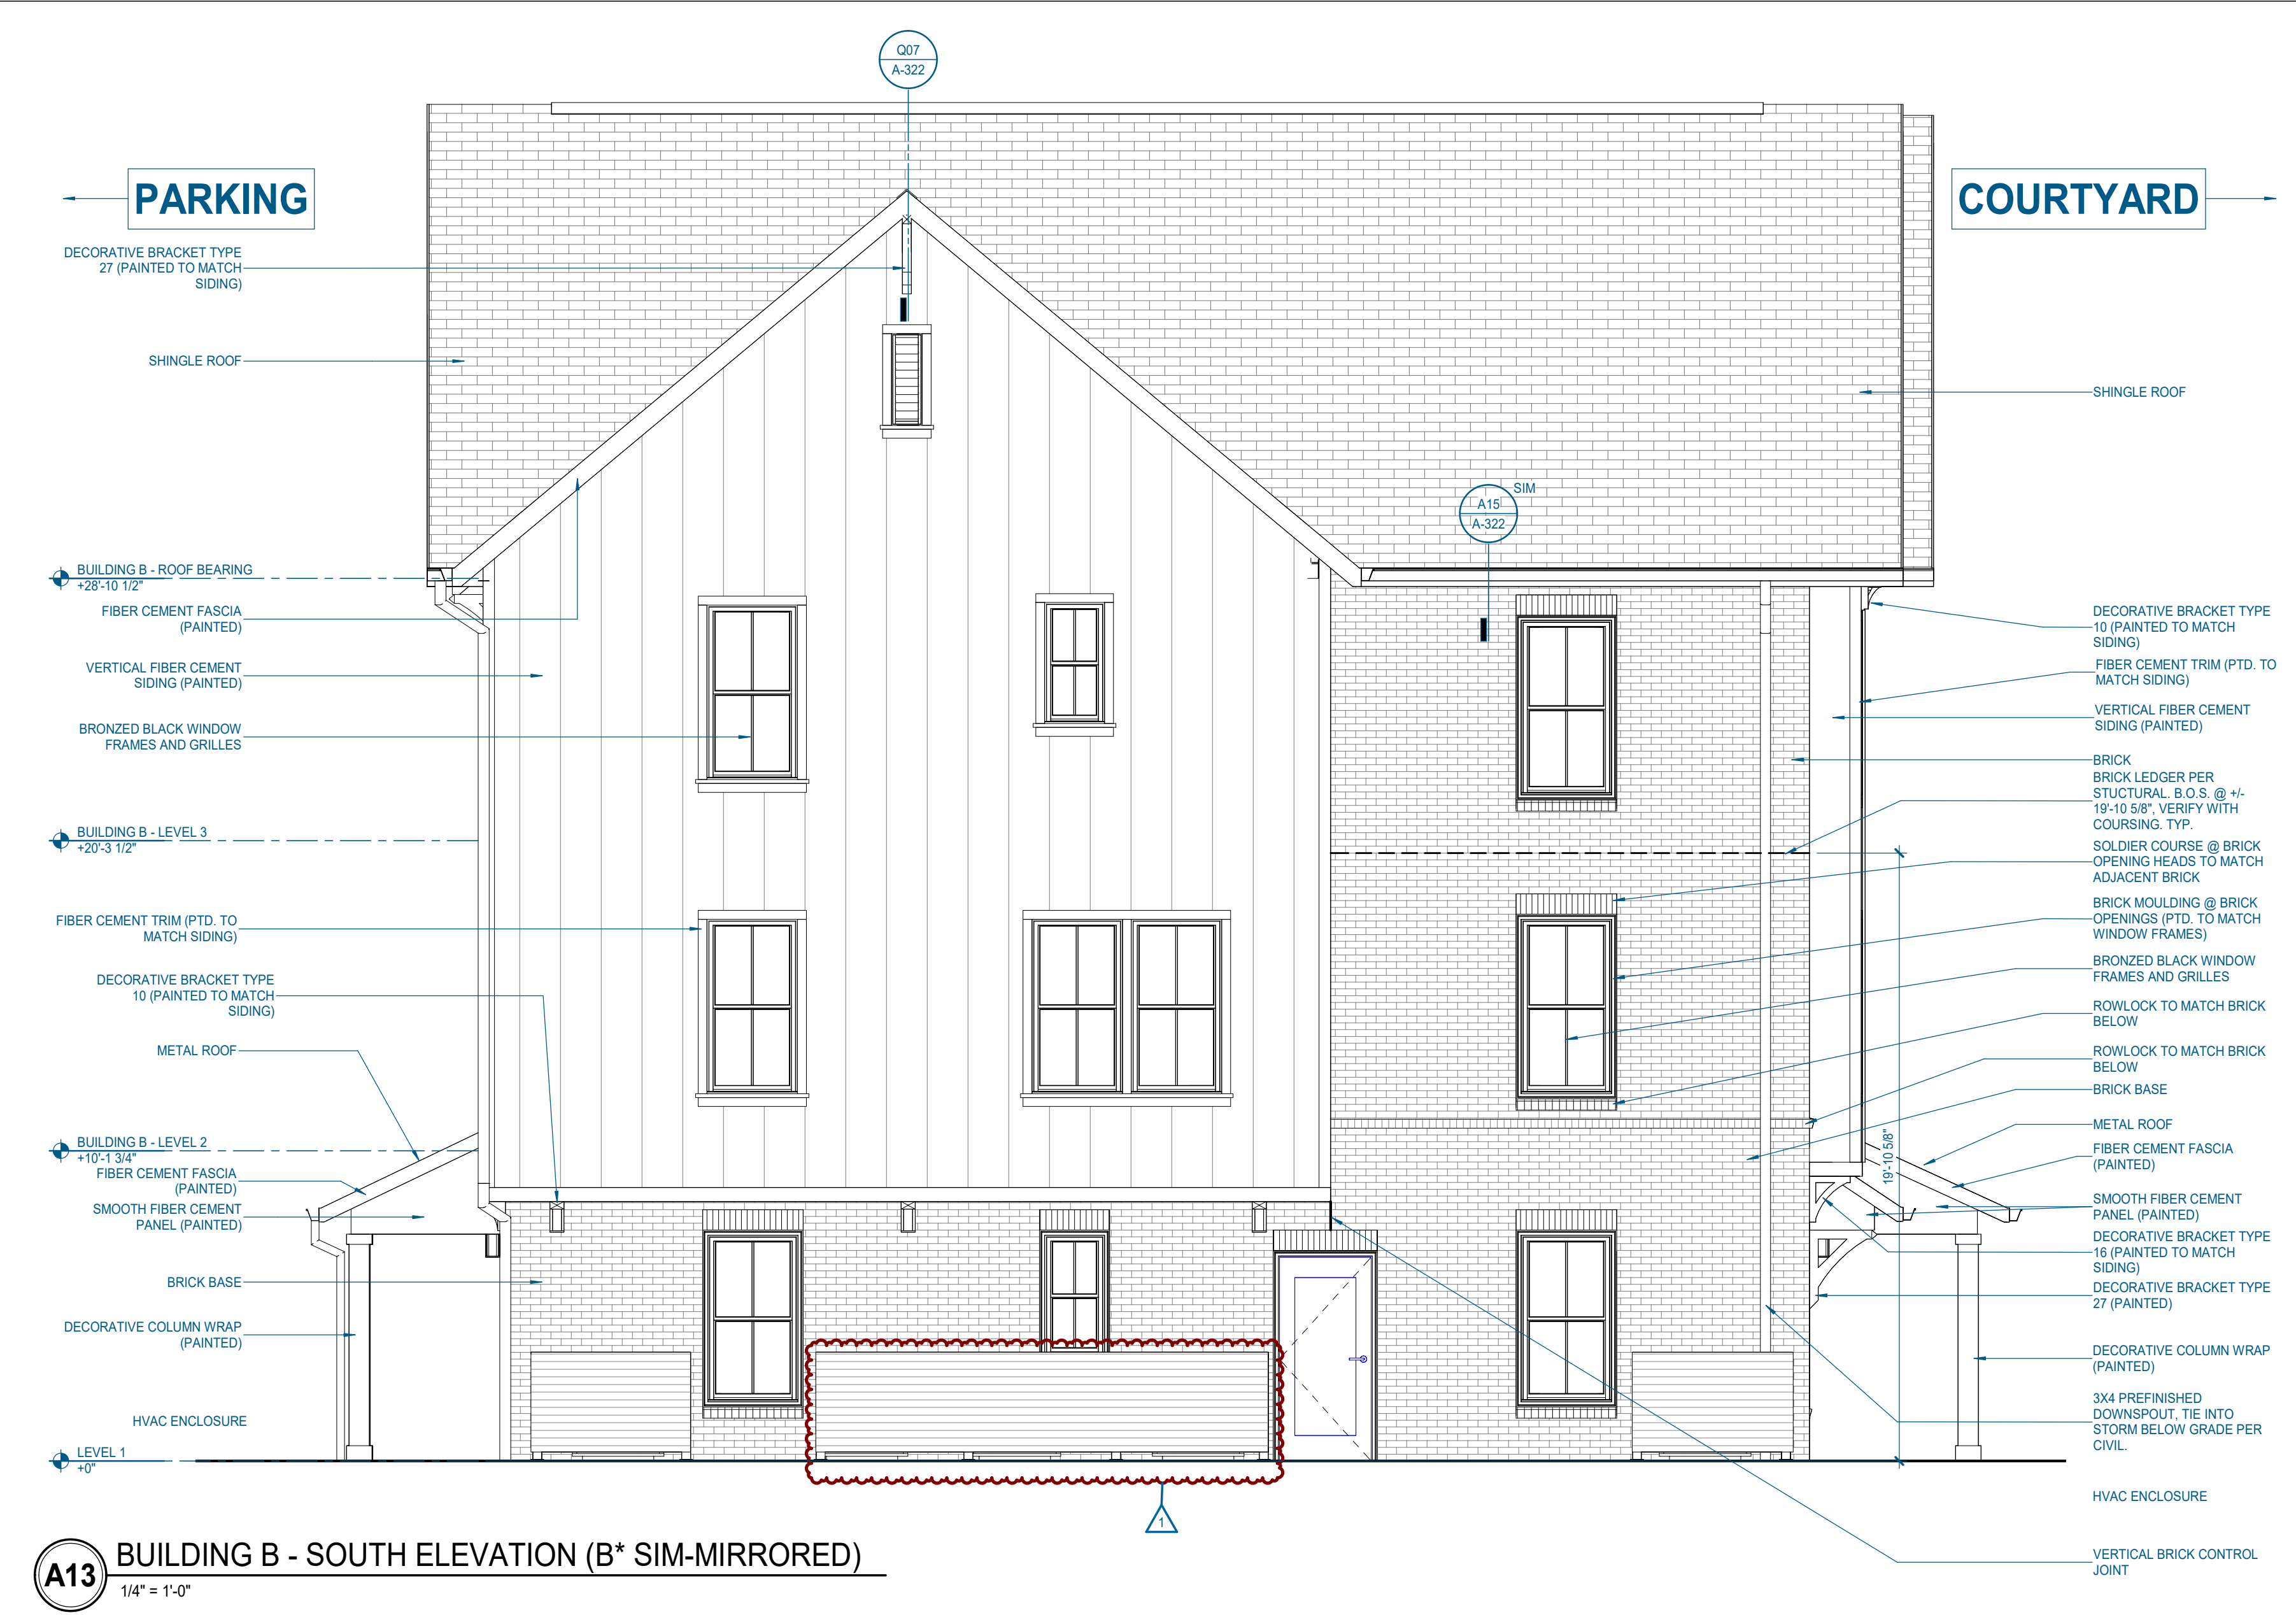 Q07
A-322
PARKING
COURTYARD
DECORATIVE BRACKET TYPE
27 (PAINTED TO MATCH
SIDING)
SHINGLE ROOF
SHINGLE ROOF
SIM
A15
A-322
BUILDING B - ROOF BEARING
+28'-10 1/2"
FIBER CEMENT FASCIA
(PAINTED)
VERTICAL FIBER CEMENT
SIDING (PAINTED)
BRONZED BLACK WINDOW
FRAMES AND GRILLES
BUILDING B - LEVEL 3
+20'-3 1/2"
FIBER CEMENT TRIM (PTD. TO
MATCH SIDING)
DECORATIVE BRACKET TYPE
10 (PAINTED TO MATCH
SIDING)
METAL ROOF
BUILDING B - LEVEL 2
+10'-1 3/4"
FIBER CEMENT FASCIA
(PAINTED)
SMOOTH FIBER CEMENT
PANEL (PAINTED)
BRICK BASE
DECORATIVE COLUMN WRAP
(PAINTED)
HVAC ENCLOSURE
LEVEL 1
+0"
DECORATIVE BRACKET TYPE
10 (PAINTED TO MATCH
SIDING)
FIBER CEMENT TRIM (PTD. TO
MATCH SIDING)
VERTICAL FIBER CEMENT
SIDING (PAINTED)
BRICK
BRICK LEDGER PER
STUCTURAL. B.O.S. @ +/-
19'-10 5/8", VERIFY WITH
COURSING. TYP.
SOLDIER COURSE @ BRICK
OPENING HEADS TO MATCH
ADJACENT BRICK
BRICK MOULDING @ BRICK
OPENINGS (PTD. TO MATCH
WINDOW FRAMES)
BRONZED BLACK WINDOW
FRAMES AND GRILLES
ROWLOCK TO MATCH BRICK
BELOW
ROWLOCK TO MATCH BRICK
BELOW
BRICK BASE
METAL ROOF
FIBER CEMENT FASCIA
(PAINTED)
19'-10 5/8"
SMOOTH FIBER CEMENT
PANEL (PAINTED)
DECORATIVE BRACKET TYPE
16 (PAINTED TO MATCH
SIDING)
DECORATIVE BRACKET TYPE
27 (PAINTED)
DECORATIVE COLUMN WRAP
(PAINTED)
3X4 PREFINISHED
DOWNSPOUT, TIE INTO
STORM BELOW GRADE PER
CIVIL.
HVAC ENCLOSURE
VERTICAL BRICK CONTROL
JOINT
1
A13
BUILDING B - SOUTH ELEVATION (B* SIM-MIRRORED)
1/4" = 1'-0"